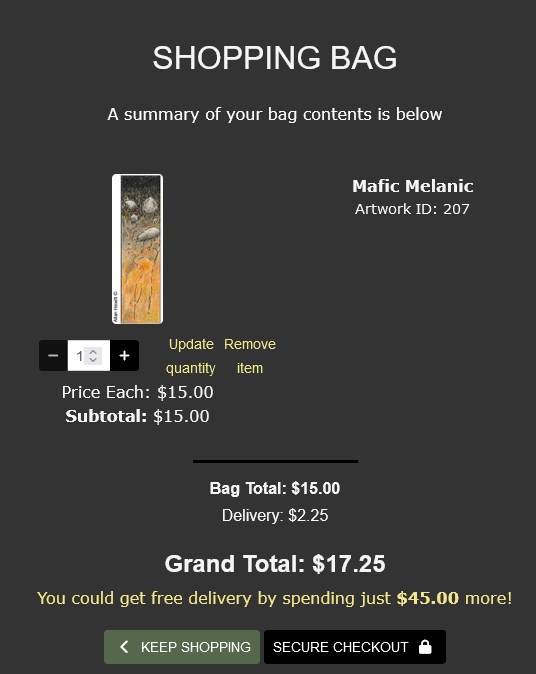 SHOPPING BAG
A summary of your bag contents is below
Mafic Melanic
Artwork ID: 207
Allan Hewitt ©
1
Update quantity
Remove item
Price Each: $15.00
Subtotal: $15.00
Bag Total: $15.00
Delivery: $2.25
Grand Total: $17.25
You could get free delivery by spending just $45.00 more!
KEEP SHOPPING
SECURE CHECKOUT